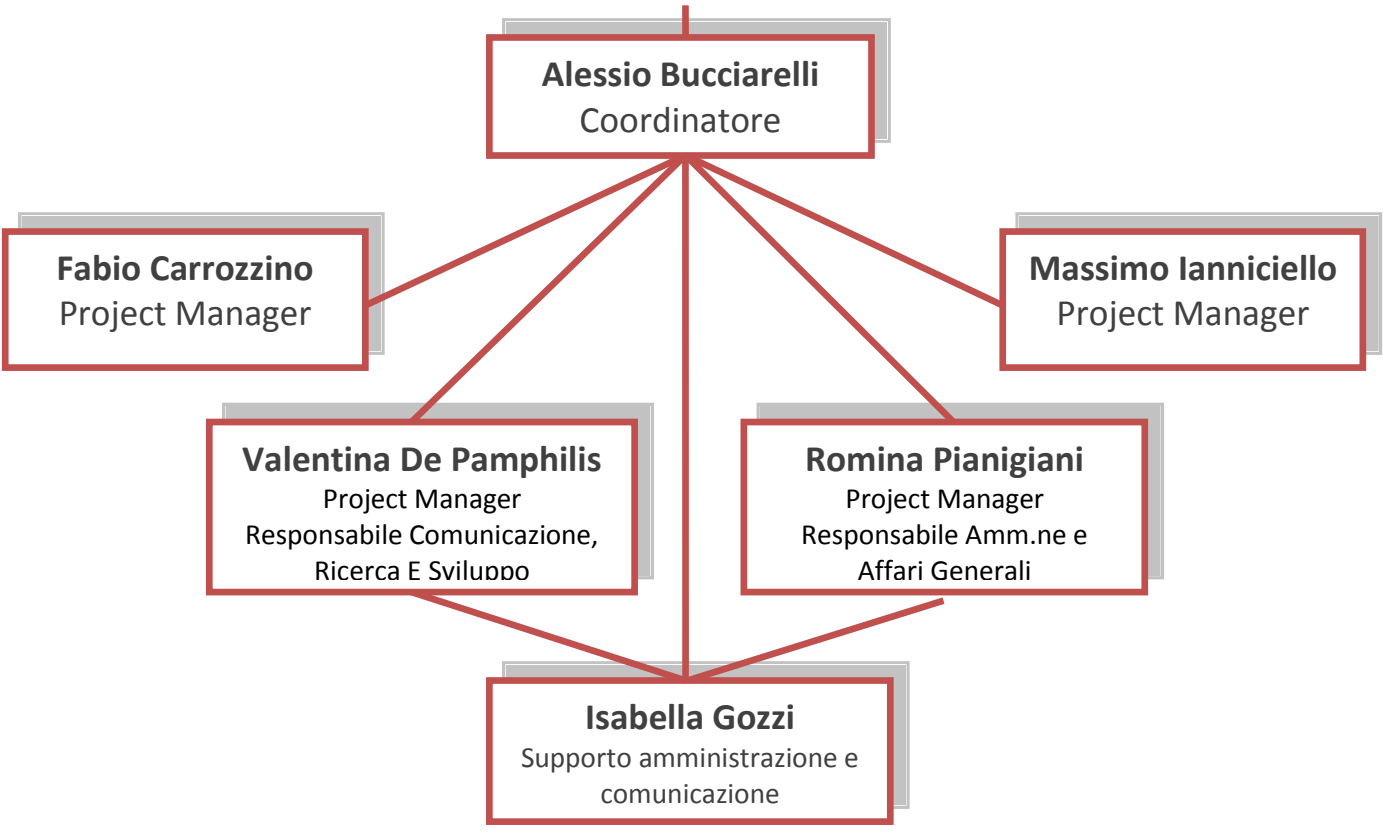 Alessio Bucciarelli
Coordinatore
Fabio Carrozzino
Project Manager
Massimo Ianniciello
Project Manager
Valentina De Pamphilis
Project Manager
Responsabile Comunicazione,
Ricerca E Sviluppo
Romina Pianigiani
Project Manager
Responsabile Amm.ne e
Affari Generali
Isabella Gozzi
Supporto amministrazione e
comunicazione